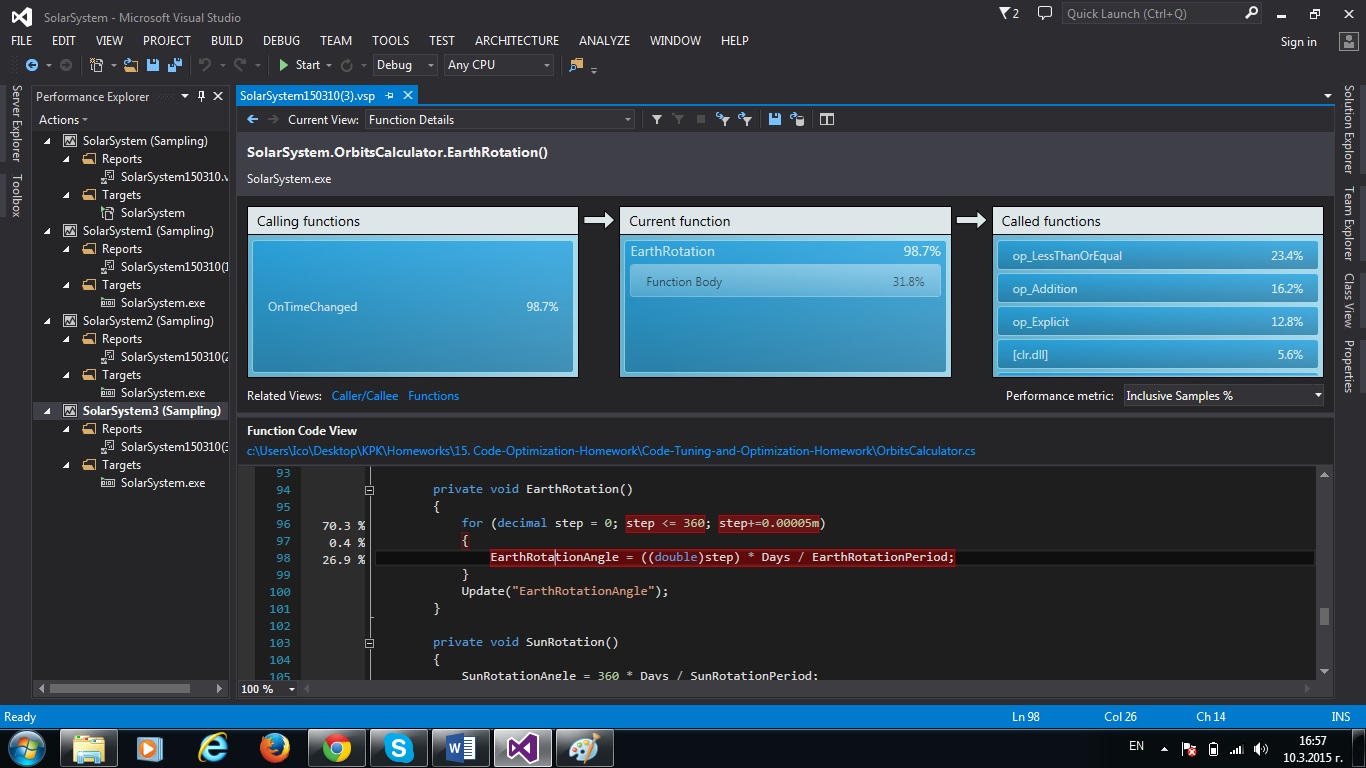 SolarSystem - Microsoft Visual Studio
2
Quick Launch (Ctrl+Q)
FILE EDIT VIEW PROJECT BUILD DEBUG TEAM TOOLS TEST ARCHITECTURE ANALYZE WINDOW HELP
Sign in
Start Debug Any CPU
Server Explorer
Toolbox
Performance Explorer
Actions
SolarSystem (Sampling)
Reports
SolarSystem150310.v
Targets
SolarSystem
SolarSystem1 (Sampling)
Reports
SolarSystem150310(1
Targets
SolarSystem.exe
SolarSystem2 (Sampling)
Reports
SolarSystem150310(2
Targets
SolarSystem.exe
SolarSystem3 (Sampling)
Reports
SolarSystem150310(3
Targets
SolarSystem.exe
SolarSystem150310(3).vsp
Current View: Function Details
SolarSystem.OrbitsCalculator.EarthRotation()
SolarSystem.exe
Calling functions
OnTimeChanged 98.7%
Current function
EarthRotation 98.7%
Function Body 31.8%
Called functions
op_LessThanOrEqual 23.4%
op_Addition 16.2%
op_Explicit 12.8%
[clr.dll] 5.6%
Related Views: Caller/Callee Functions
Performance metric: Inclusive Samples %
Function Code View
c:\Users\Ico\Desktop\KPK\Homeworks\15. Code-Optimization-Homework\Code-Tuning-and-Optimization-Homework\OrbitsCalculator.cs
93
94 private void EarthRotation()
95 {
70.3 % 96 for (decimal step = 0; step <= 360; step+=0.00005m)
0.4 % 97 {
26.9 % 98 EarthRotationAngle = ((double)step) * Days / EarthRotationPeriod;
99 }
100 Update("EarthRotationAngle");
101 }
102
103 private void SunRotation()
104 {
105 SunRotationAngle = 360 * Days / SunRotationPeriod;
100 %
Solution Explorer
Team Explorer
Class View
Properties
Ready Ln 98 Col 26 Ch 14 INS
EN
16:57
10.3.2015 г.